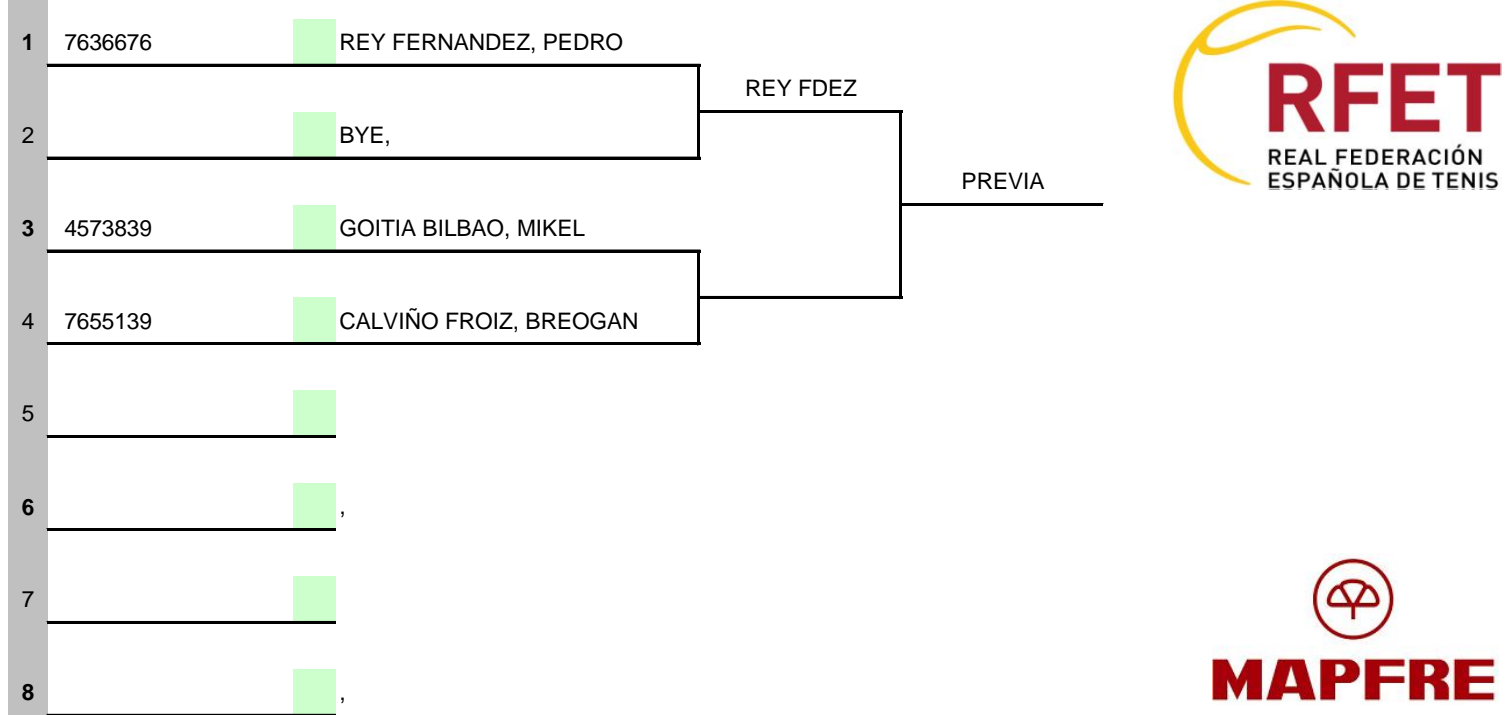 1 7636676 REY FERNANDEZ, PEDRO
REY FDEZ
2 BYE,
PREVIA
3 4573839 GOITIA BILBAO, MIKEL
4 7655139 CALVIÑO FROIZ, BREOGAN
5
6 ,
7
8 ,
RFET
REAL FEDERACIÓN
ESPAÑOLA DE TENIS
MAPFRE